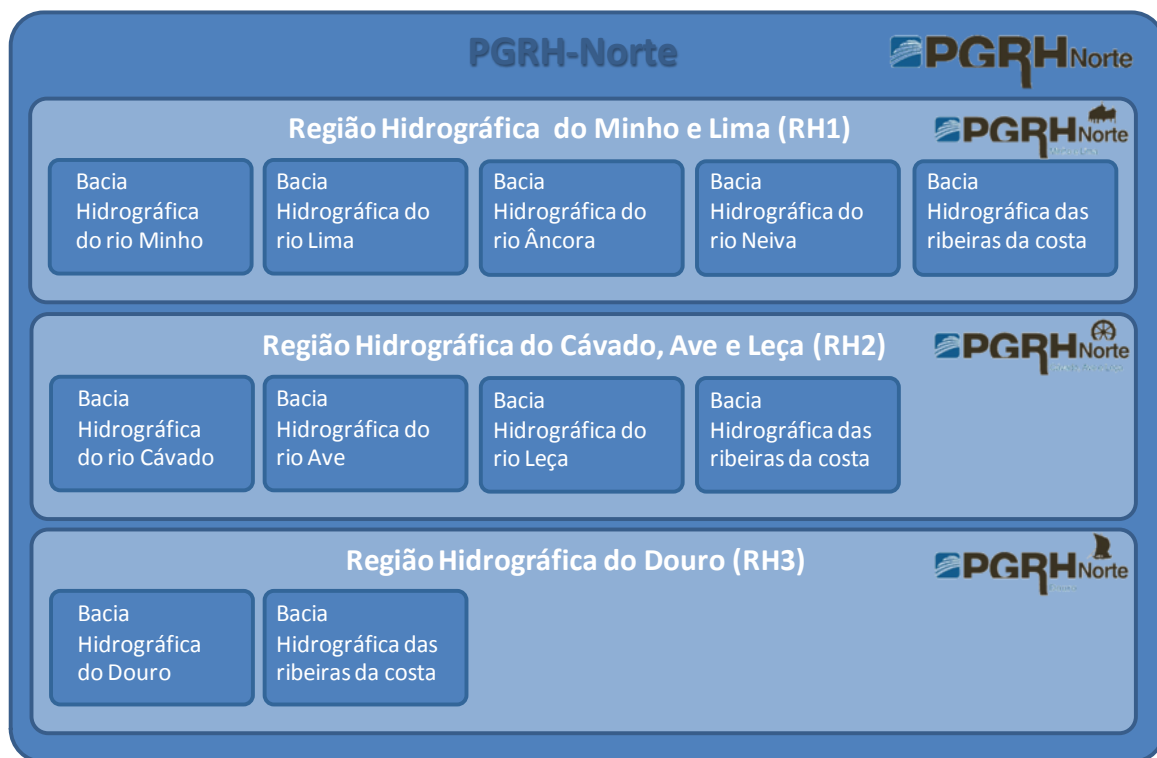 PGRH-Norte
PGRH Norte
Região Hidrográfica do Minho e Lima (RH1)
PGRH Norte
Bacia
Hidrográfica
do rio Minho
Bacia
Hidrográfica do
rio Lima
Bacia
Hidrográfica do
rio Âncora
Bacia
Hidrográfica do
rio Neiva
Bacia
Hidrográfica das
ribeiras da costa
Região Hidrográfica do Cávado, Ave e Leça (RH2)
PGRH Norte
Bacia
Hidrográfica
do rio Cávado
Bacia
Hidrográfica do
rio Ave
Bacia
Hidrográfica do
rio Leça
Bacia
Hidrográfica das
ribeiras da costa
Região Hidrográfica do Douro (RH3)
PGRH Norte
Bacia
Hidrográfica
do Douro
Bacia
Hidrográfica das
ribeiras da costa